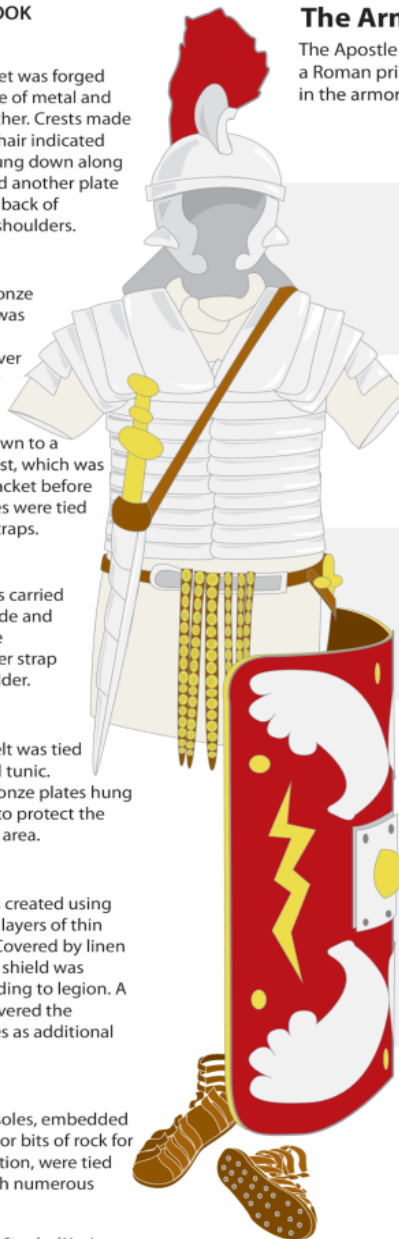 OOK
The Arm
The Apostle
a Roman pri
in the armor
et was forged
e of metal and
her. Crests made
hair indicated
ung down along
d another plate
back of
shoulders.
onze
was
ver
wn to a
st, which was
acket before
es were tied
traps.
s carried
de and
e
er strap
lder.
elt was tied
l tunic.
onze plates hung
to protect the
area.
created using
layers of thin
Covered by linen
shield was
ding to legion. A
vered the
es as additional
soles, embedded
or bits of rock for
tion, were tied
h numerous